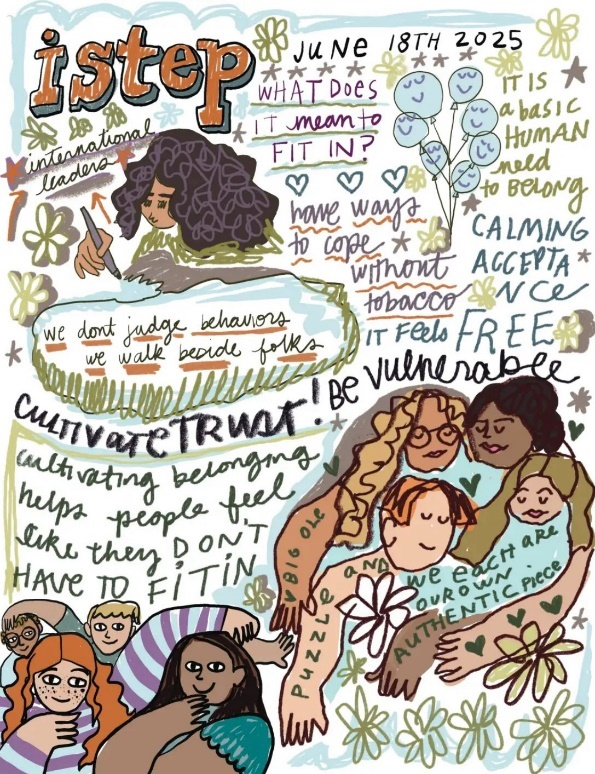 istep
JUNE 18TH 2025
international
leaders
WHAT DOES
IT mean to
FIT IN?
IT IS
a basic
HUMAN
need
to BELONG
have ways
to cope
without
tobacco
CALMING
ACCEPTA
NCe
IT Feels FREE
we dont judge behaviors
we walk beside folks
cultivate TRUST!
Be vulnerable
cultivating belonging
helps people feel
like they DON'T
HAVE TO FIT IN
BIG OLE
PUZZLE AND
we each are
OUR OWN
AUTHENTIC piece